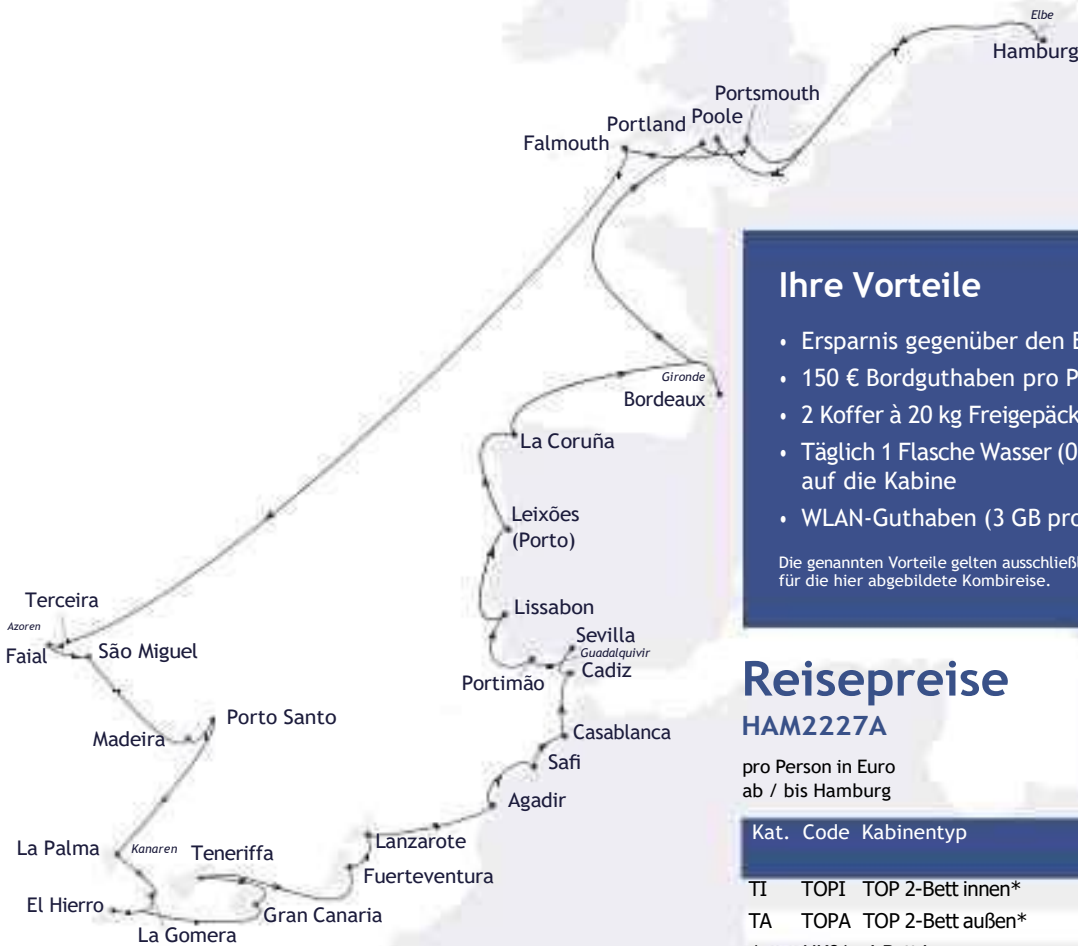 Elbe
Hamburg
Portsmouth
Poole
Portland
Falmouth
Gironde
Bordeaux
La Coruña
Leixões
(Porto)
Lissabon
Sevilla
Guadalquivir
Cadiz
Portimão
Casablanca
Safi
Agadir
Terceira
Azoren
Faial
São Miguel
Porto Santo
Madeira
La Palma
Kanaren
Teneriffa
Lanzarote
Fuerteventura
El Hierro
Gran Canaria
La Gomera
Ihre Vorteile
• Ersparnis gegenüber den
• 150 € Bordguthaben pro
• 2 Koffer à 20 kg Freigepäck
• Täglich 1 Flasche Wasser (0
auf die Kabine
• WLAN-Guthaben (3 GB pro
Die genannten Vorteile gelten
für die hier abgebildete Kombireise.
Reisepreise
HAM2227A
pro Person in Euro
ab / bis Hamburg
Kat. Code Kabinentyp
TI TOPI TOP 2-Bett innen*
TA TOPA TOP 2-Bett außen*